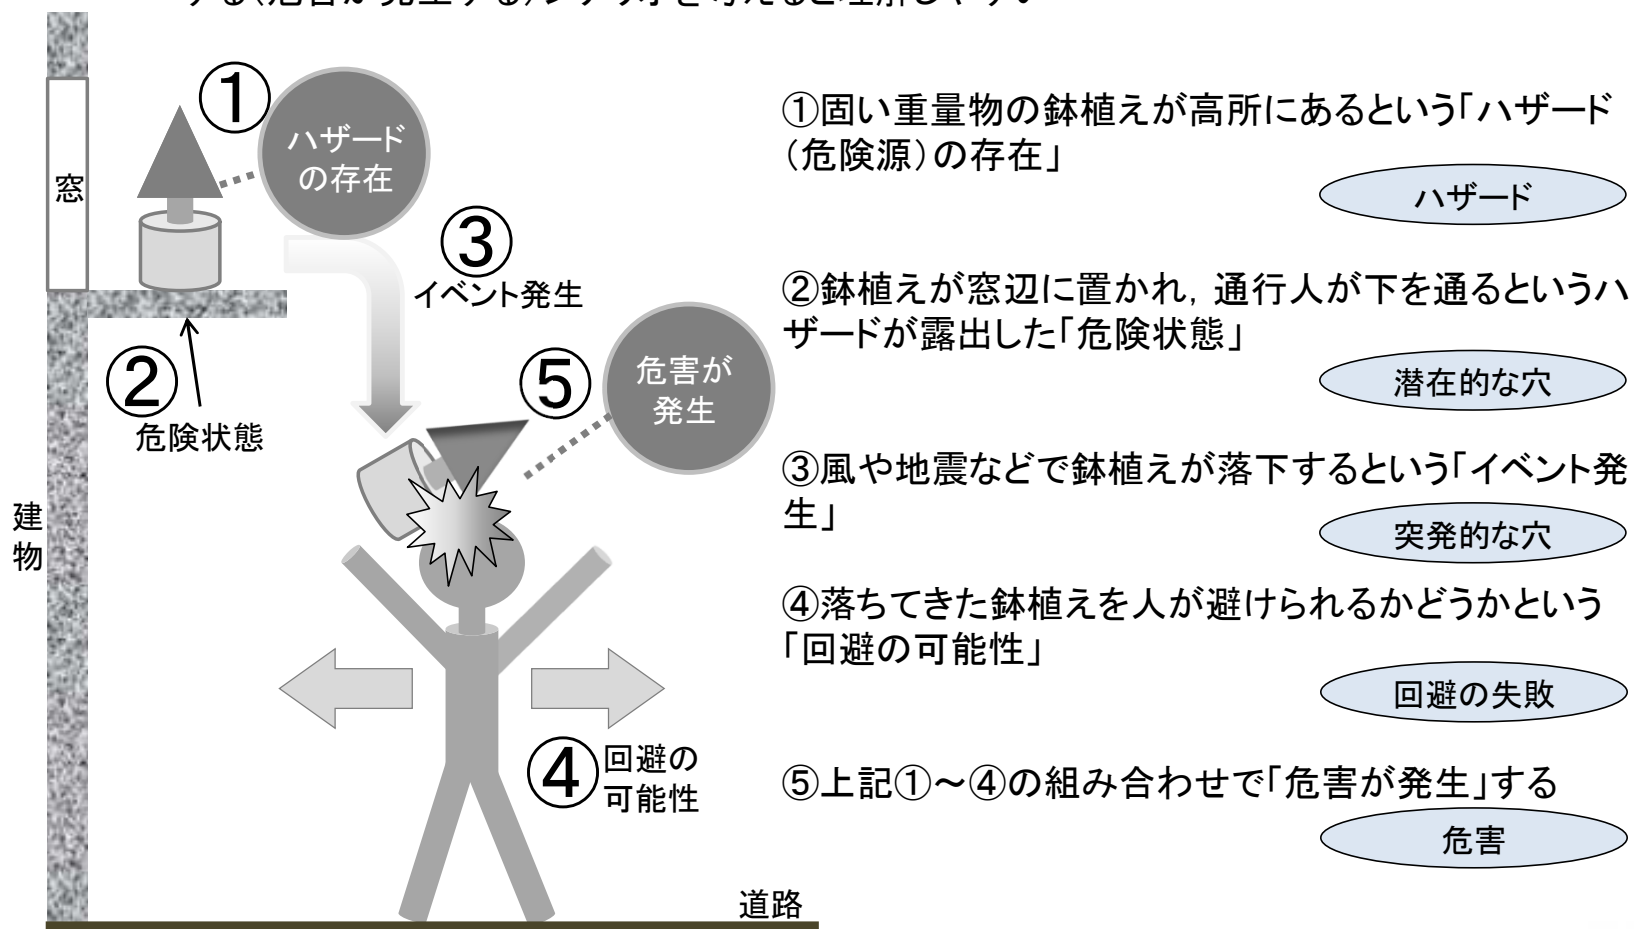 ①
ハザード
の存在
窓
③
イベント発生
②
危険状態
⑤
危害が
発生
建
物
④
回避の
可能性
道路
①固い重量物の鉢植えが高所にあるという「ハザード
（危険源）の存在」
ハザード
②鉢植えが窓辺に置かれ，通行人が下を通るというハ
ザードが露出した「危険状態」
潜在的な穴
③風や地震などで鉢植えが落下するという「イベント発
生」
突発的な穴
④落ちてきた鉢植えを人が避けられるかどうかという
「回避の可能性」
回避の失敗
⑤上記①～④の組み合わせで「危害が発生」する
危害